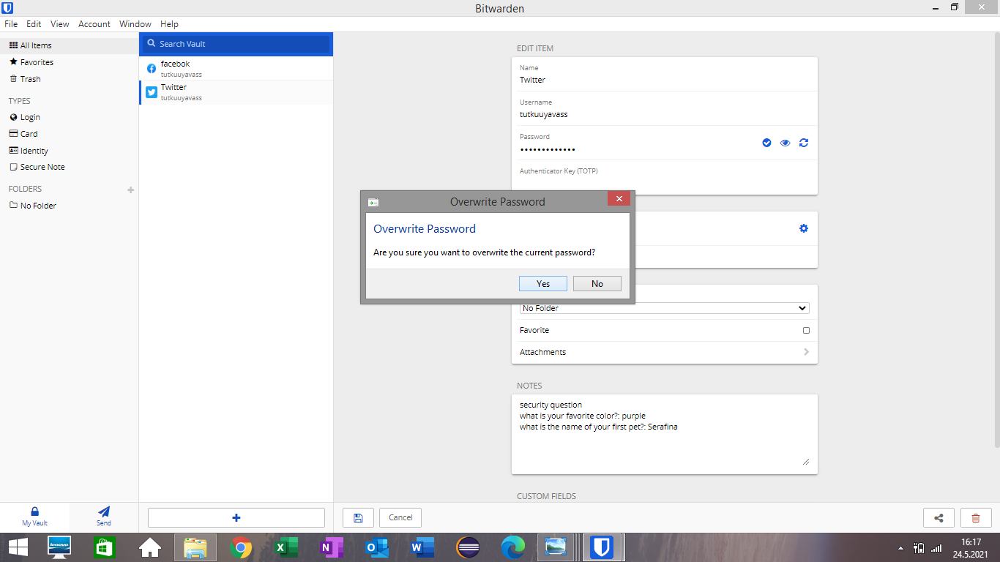 Bitwarden
File Edit View Account Window Help
All Items
Favorites
Trash
TYPES
Login
Card
Identity
Secure Note
FOLDERS
No Folder
My Vault
Send
Search Vault
facebok
tutkuuyavass
Twitter
tutkuuyavass
EDIT ITEM
Name
Twitter
Username
tutkuuyavass
Password
•••••••••••••
Authenticator Key (TOTP)
Overwrite Password
Overwrite Password
Are you sure you want to overwrite the current password?
Yes No
No Folder
Favorite
Attachments
NOTES
security question
what is your favorite color?: purple
what is the name of your first pet?: Serafina
CUSTOM FIELDS
Cancel
lenovo
16:17
24.5.2021